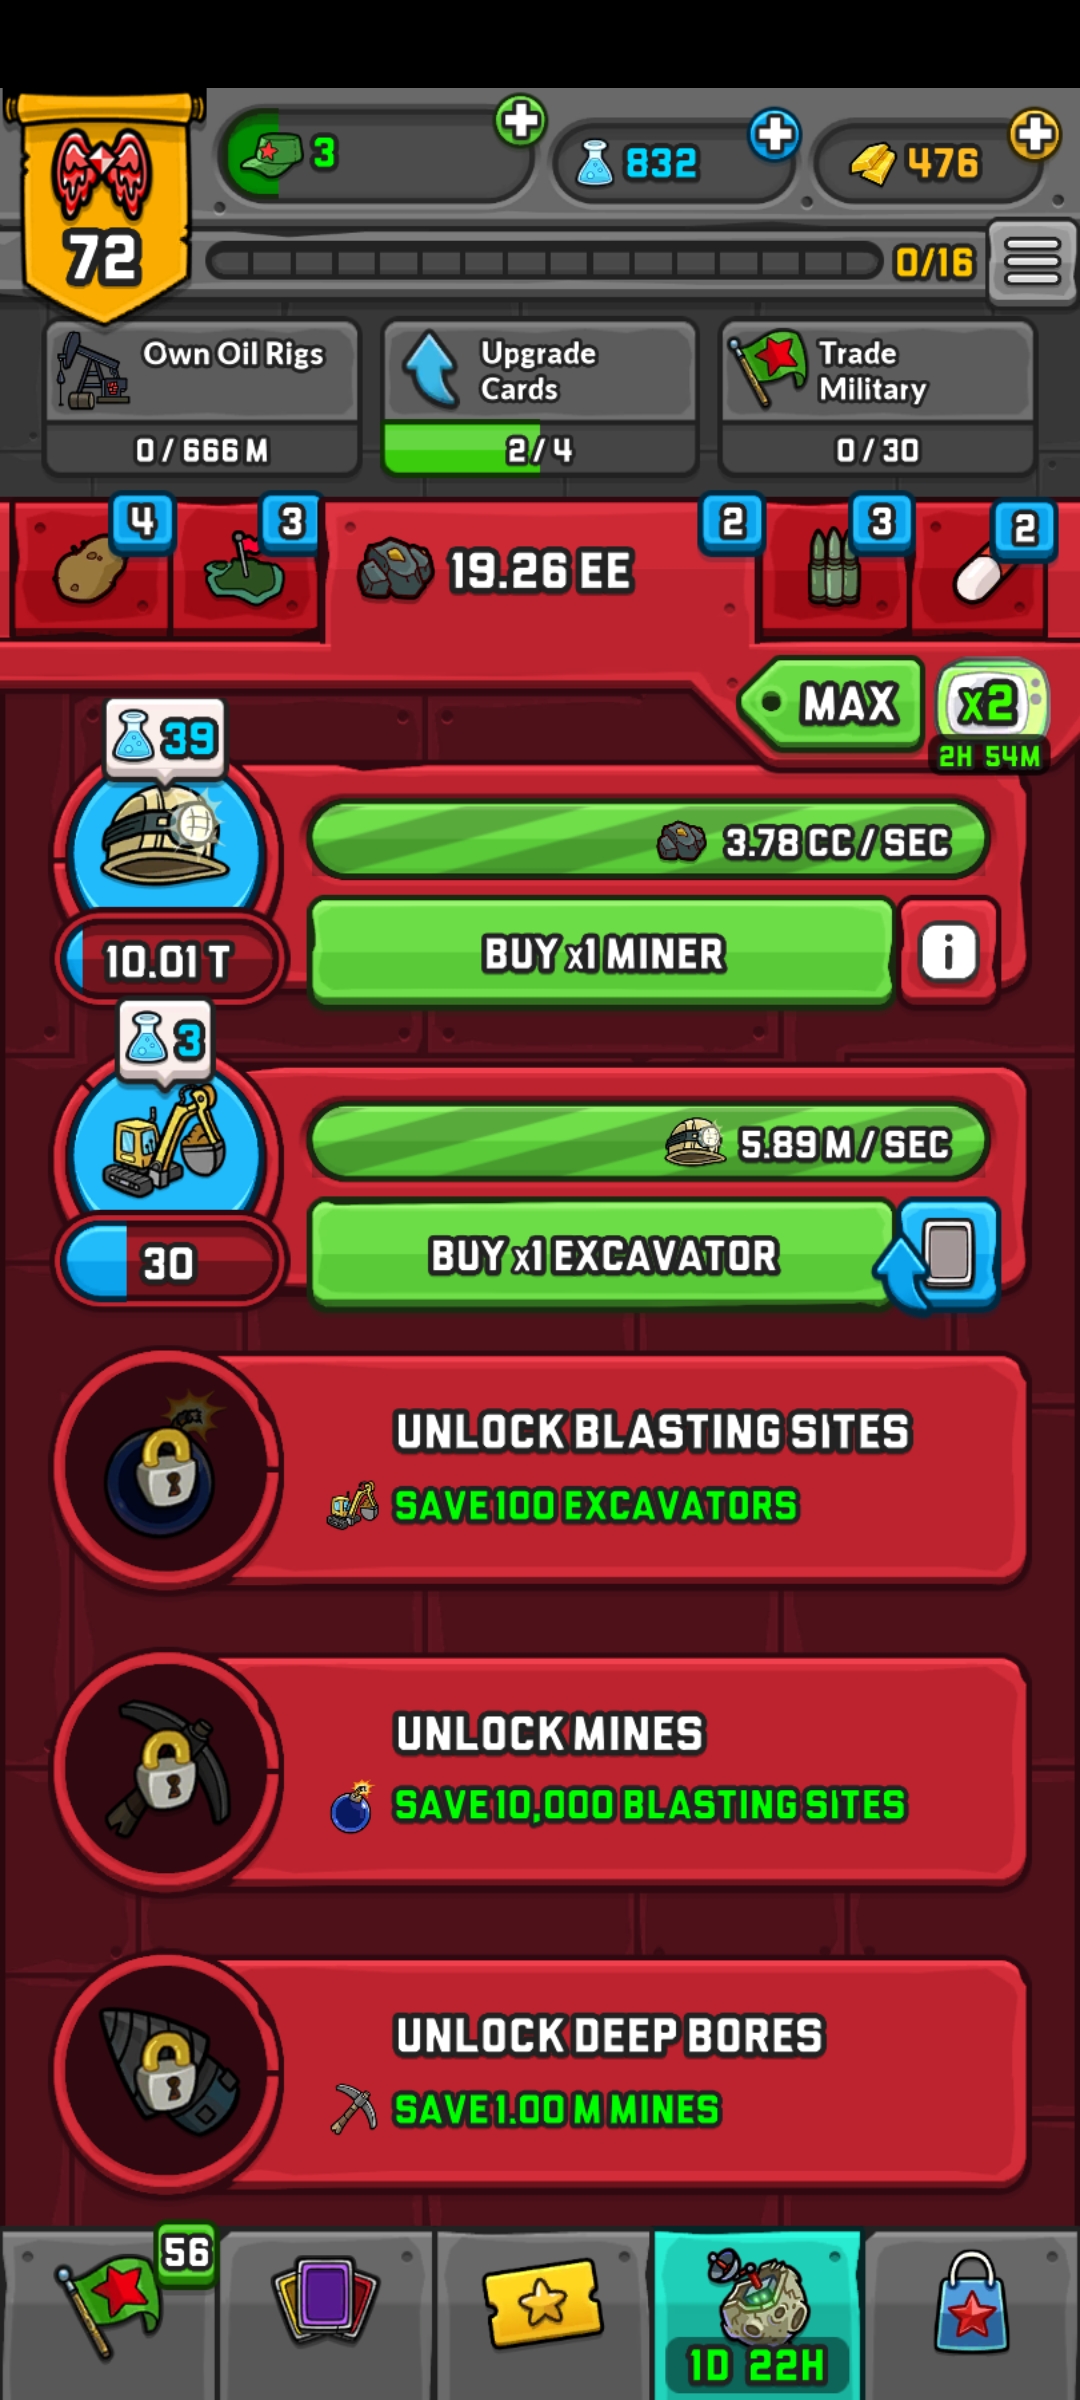 3
832
476
72
0/16
Own Oil Rigs
0 / 666 M
Upgrade
Cards
2 / 4
Trade
Military
0 / 30
4
3
19.26 EE
2
3
2
MAX
x2
2H 54M
39
3.78 CC / SEC
10.01 T
BUY x1 MINER
i
3
5.89 M / SEC
30
BUY x1 EXCAVATOR
UNLOCK BLASTING SITES
SAVE 100 EXCAVATORS
UNLOCK MINES
SAVE 10,000 BLASTING SITES
UNLOCK DEEP BORES
SAVE 1.00 M MINES
56
1D 22H